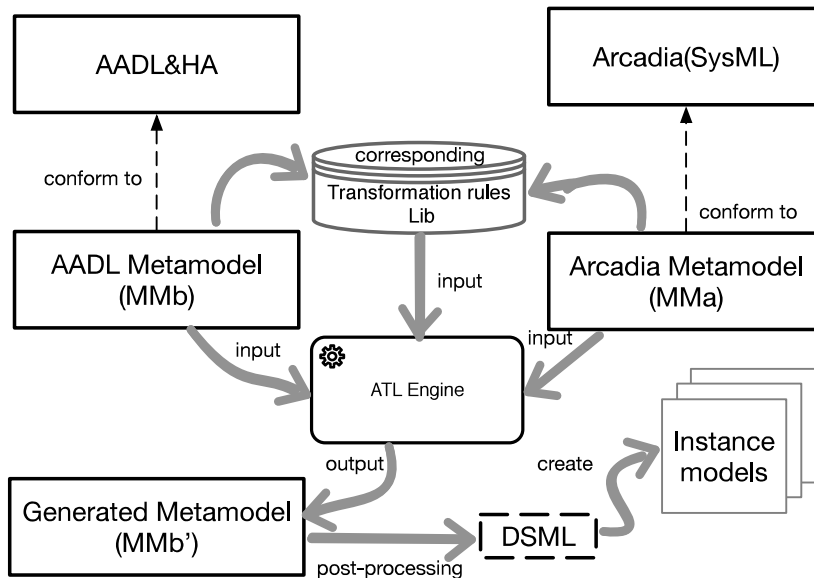 AADL&HA
Arcadia(SysML)
corresponding
conform to
Transformation rules
Lib
conform to
AADL Metamodel
(MMb)
Arcadia Metamodel
(MMa)
input
input
input
ATL Engine
Instance
models
output
create
Generated Metamodel
(MMb’)
DSML
post-processing